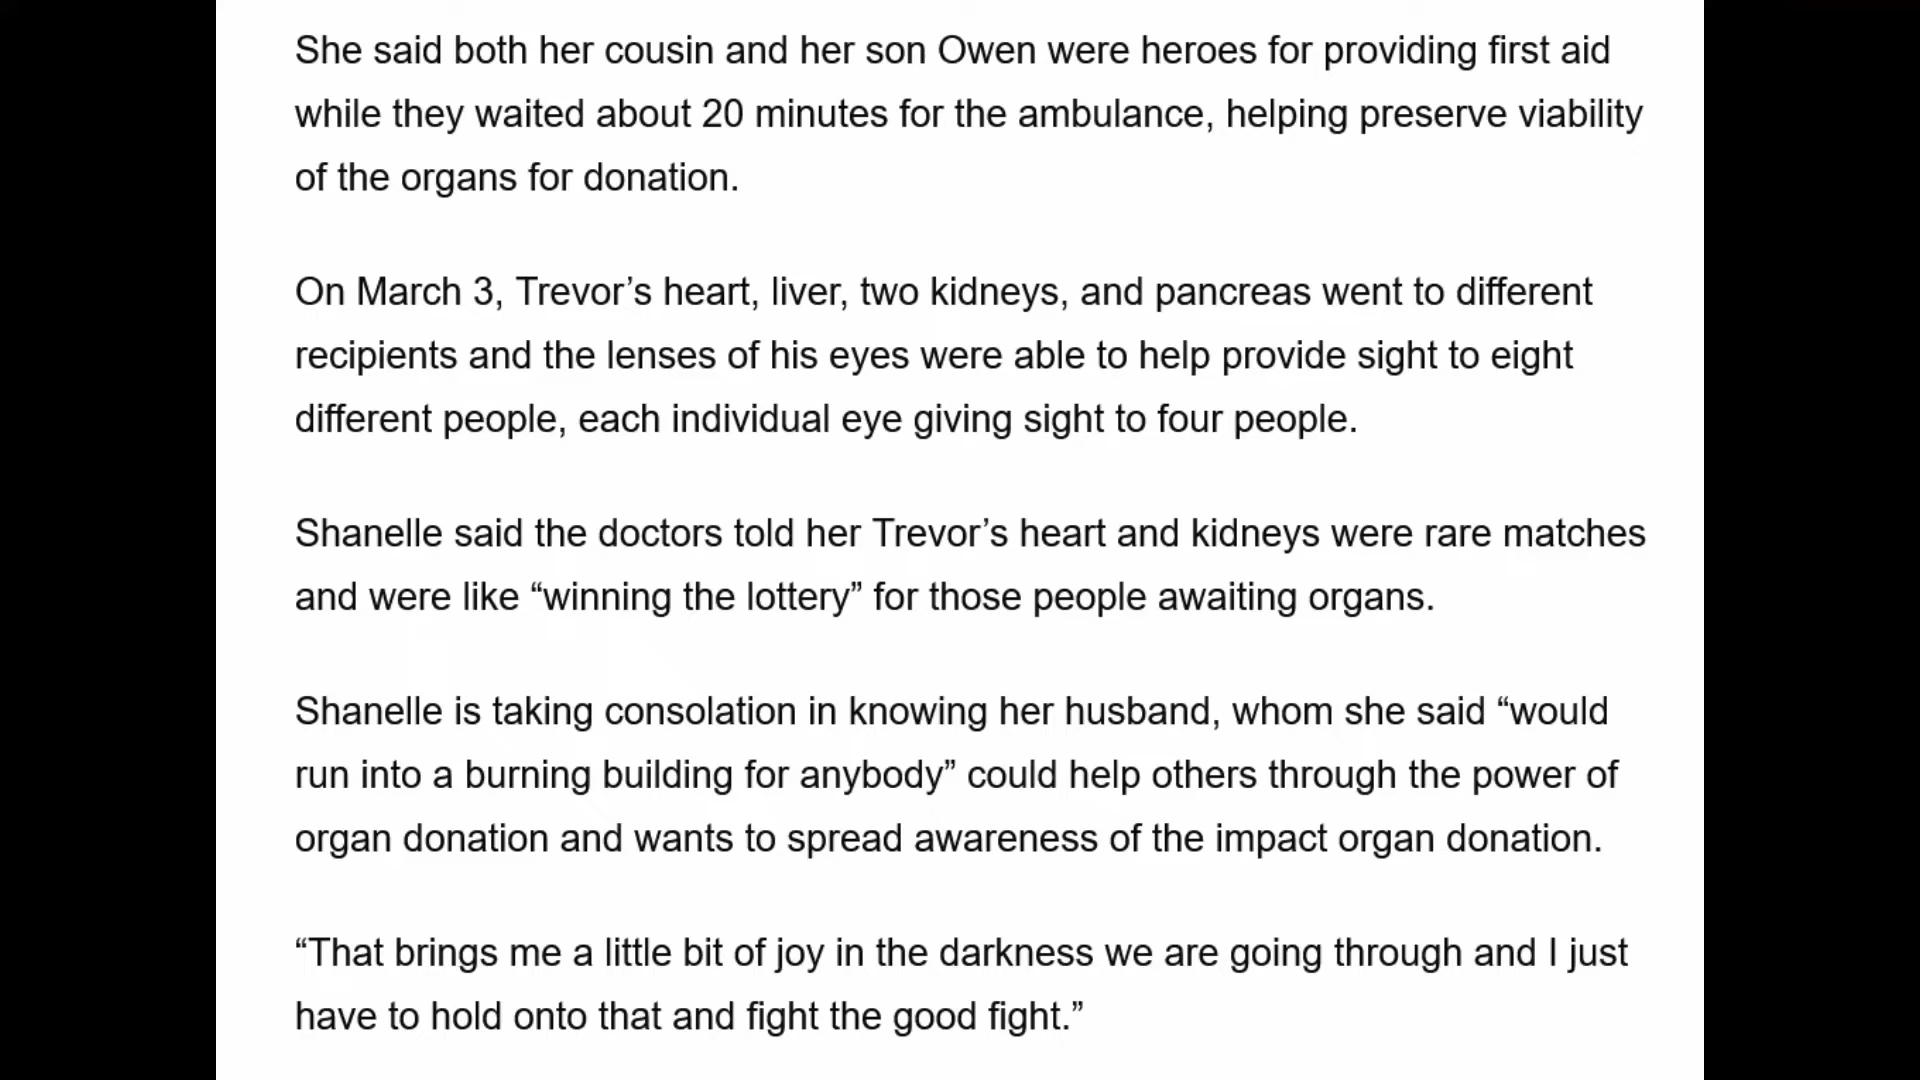 She said both her cousin and her son Owen were heroes for providing first aid
while they waited about 20 minutes for the ambulance, helping preserve viability
of the organs for donation.
On March 3, Trevor’s heart, liver, two kidneys, and pancreas went to different
recipients and the lenses of his eyes were able to help provide sight to eight
different people, each individual eye giving sight to four people.
Shanelle said the doctors told her Trevor’s heart and kidneys were rare matches
and were like “winning the lottery” for those people awaiting organs.
Shanelle is taking consolation in knowing her husband, whom she said “would
run into a burning building for anybody” could help others through the power of
organ donation and wants to spread awareness of the impact organ donation.
“That brings me a little bit of joy in the darkness we are going through and I just
have to hold onto that and fight the good fight.”